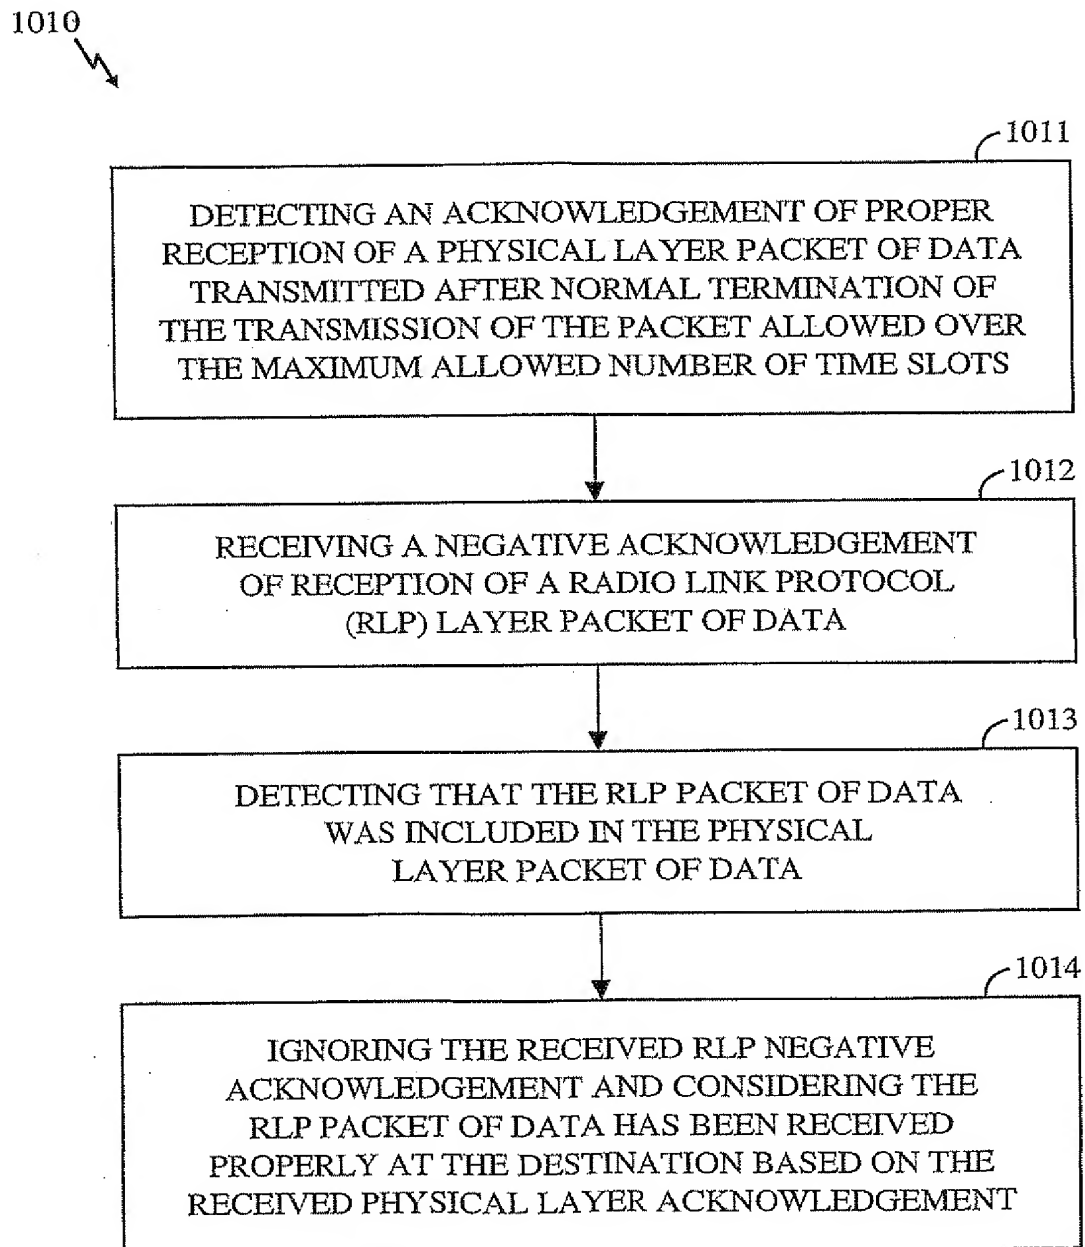 1010
1011
DETECTING AN ACKNOWLEDGEMENT OF PROPER
RECEPTION OF A PHYSICAL LAYER PACKET OF DATA
TRANSMITTED AFTER NORMAL TERMINATION OF
THE TRANSMISSION OF THE PACKET ALLOWED OVER
THE MAXIMUM ALLOWED NUMBER OF TIME SLOTS
1012
RECEIVING A NEGATIVE ACKNOWLEDGEMENT
OF RECEPTION OF A RADIO LINK PROTOCOL
(RLP) LAYER PACKET OF DATA
1013
DETECTING THAT THE RLP PACKET OF DATA
WAS INCLUDED IN THE PHYSICAL
LAYER PACKET OF DATA
1014
IGNORING THE RECEIVED RLP NEGATIVE
ACKNOWLEDGEMENT AND CONSIDERING THE
RLP PACKET OF DATA HAS BEEN RECEIVED
PROPERLY AT THE DESTINATION BASED ON THE
RECEIVED PHYSICAL LAYER ACKNOWLEDGEMENT